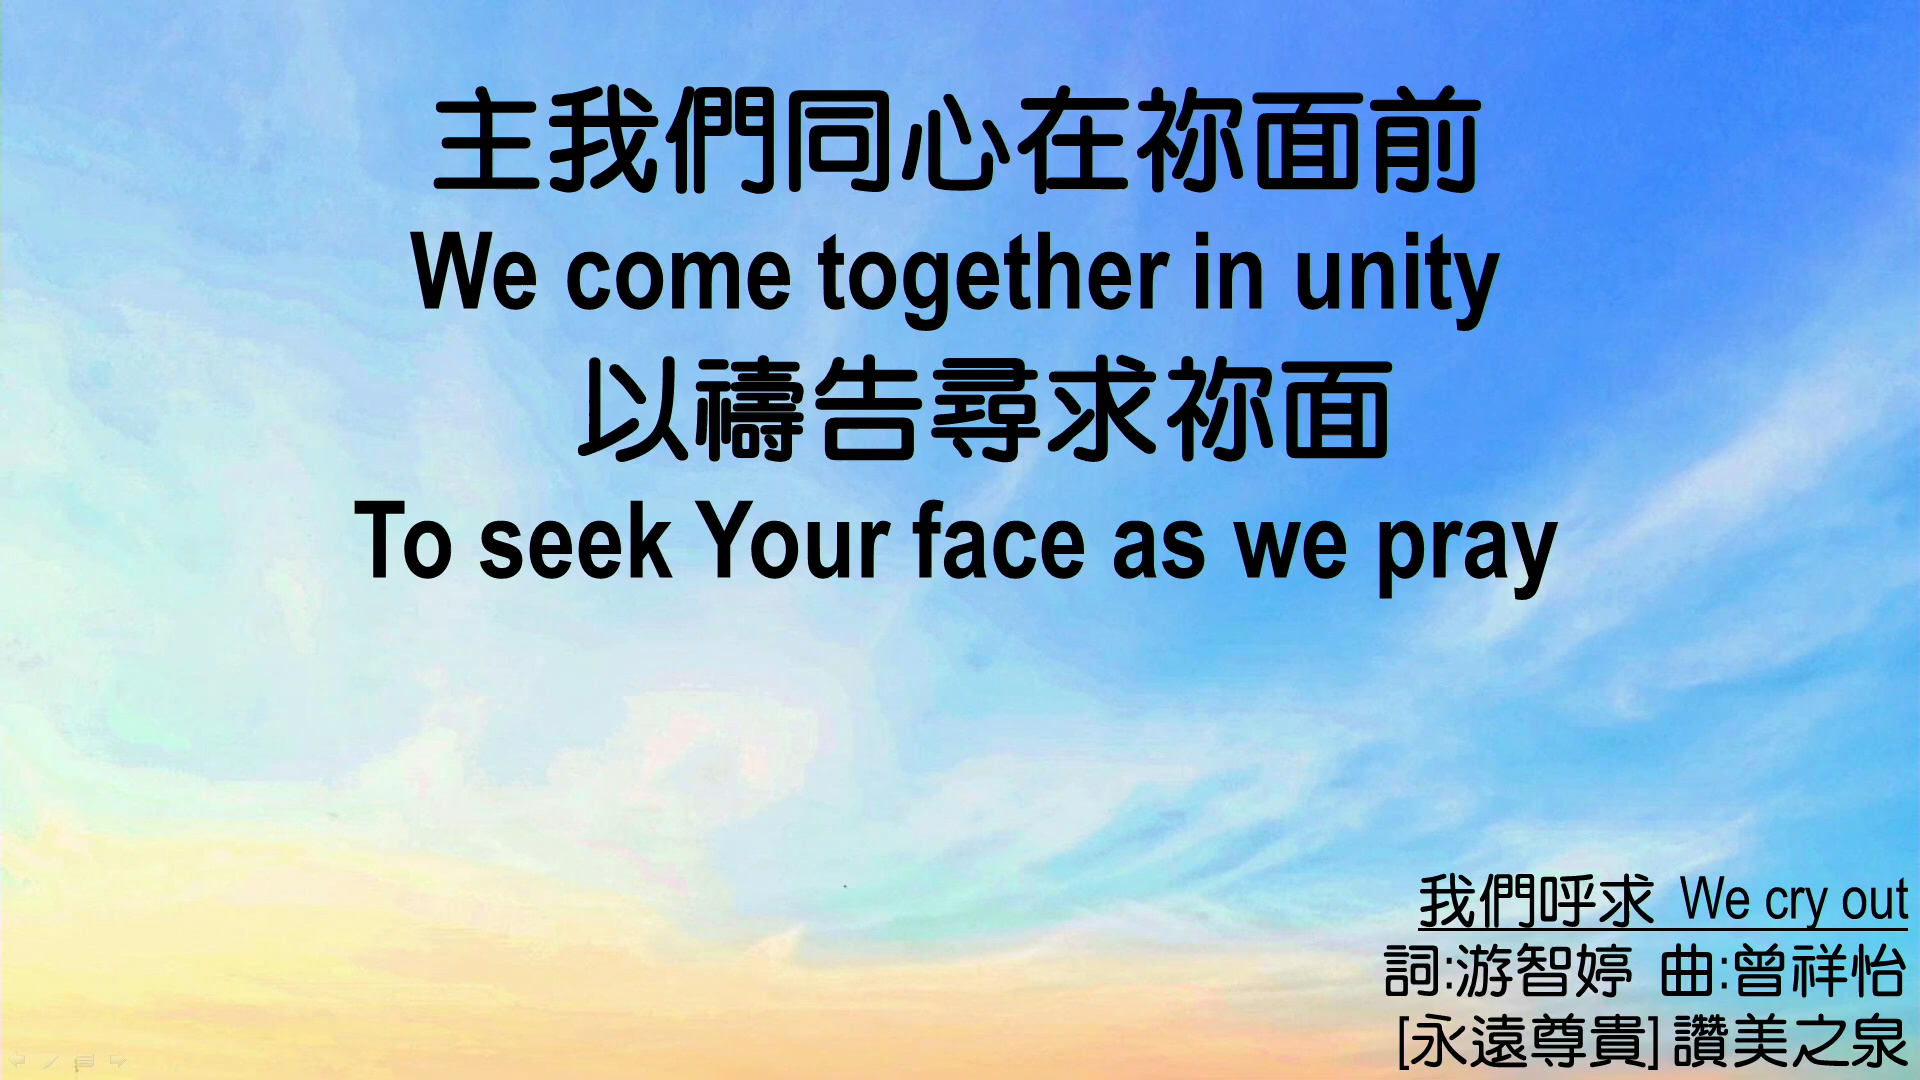 主我們同心在祢面前
We come together in unity
以禱告尋求祢面
To seek Your face as we pray
我們呼求 We cry out
詞:游智婷 曲:曾祥怡
[永遠尊貴] 讚美之泉